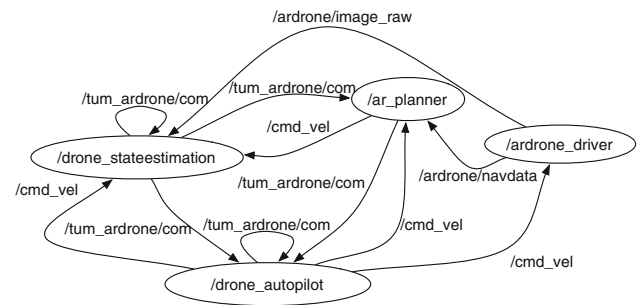 /ardrone/image_raw
/tum_ardrone/com
/tum_ardrone/com
/ar_planner
/cmd_vel
/ardrone_driver
/drone_stateestimation
/ardrone/navdata
/cmd_vel
/tum_ardrone/com
/tum_ardrone/com
/tum_ardrone/com
/cmd_vel
/cmd_vel
/drone_autopilot